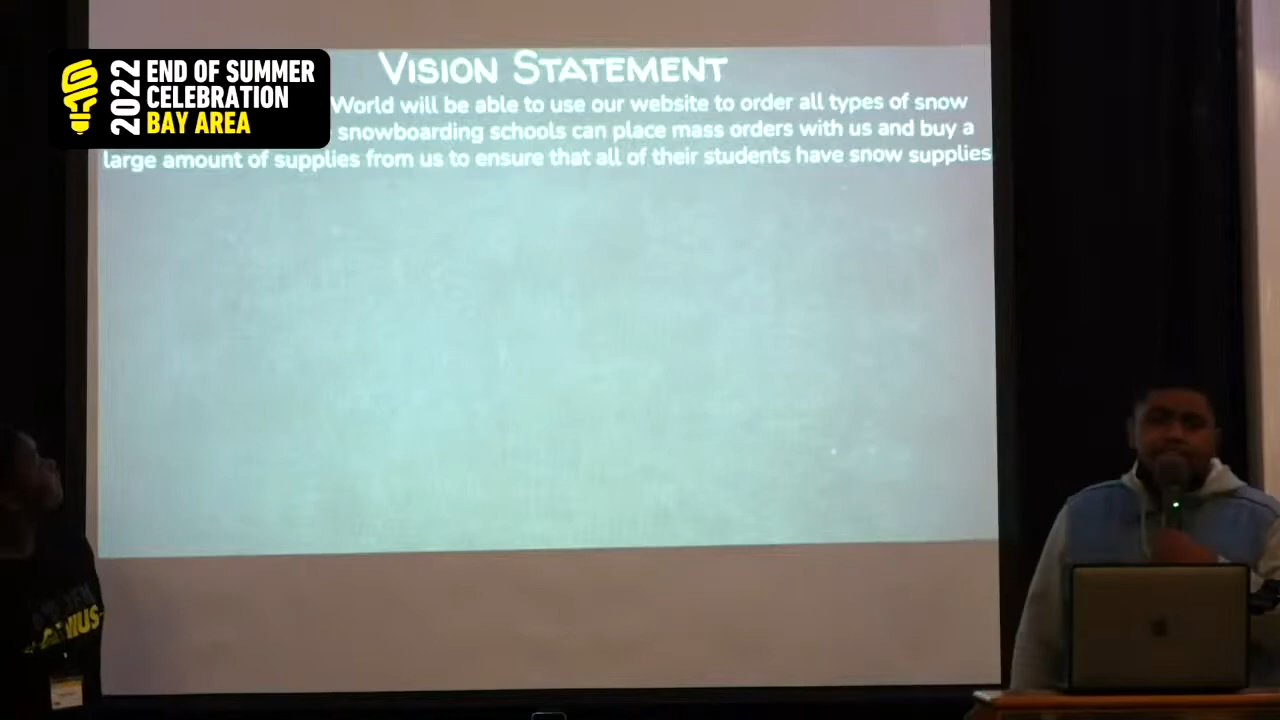 2022
END OF SUMMER
CELEBRATION
BAY AREA
VISION STATEMENT
World will be able to use our website to order all types of snow
snowboarding schools can place mass orders with us and buy a
large amount of supplies from us to ensure that all of their students have snow supplies